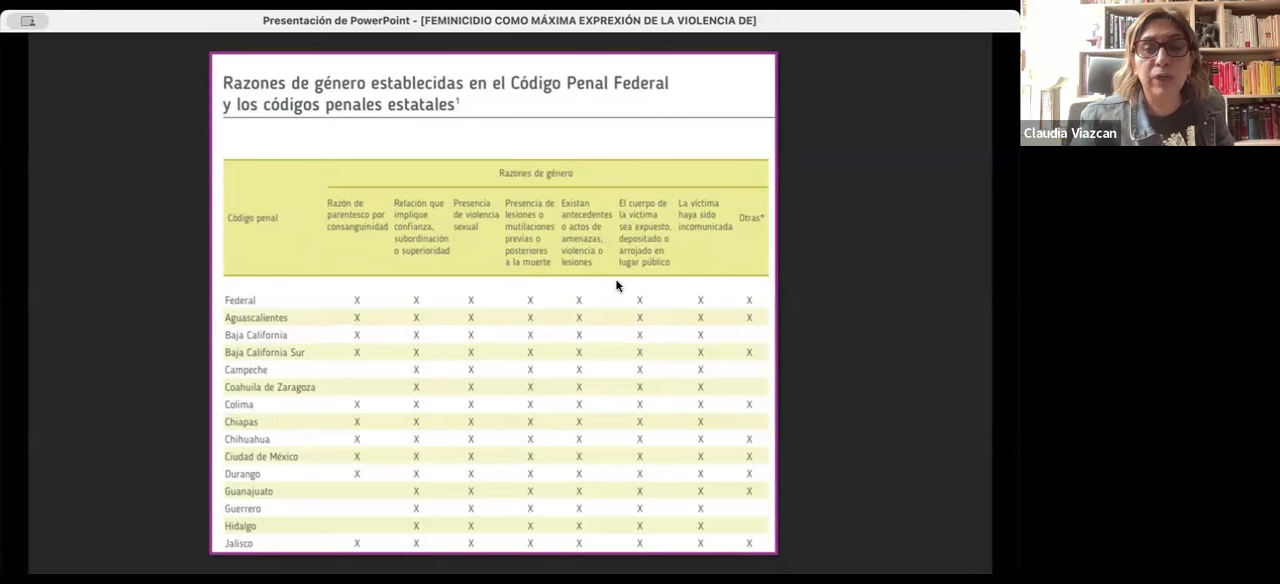 Presentación de PowerPoint - [FEMINICIDIO COMO MÁXIMA EXPREXIÓN DE LA VIOLENCIA DE]
Claudia Viazcan
Razones de género establecidas en el Código Penal Federal
y los códigos penales estatales¹
Razones de género
Código penal
Razón de
parentesco por
consanguinidad
Relación que
implique
confianza,
subordinación
o superioridad
Presencia
de violencia
sexual
Presencia de
lesiones o
mutilaciones
previas o
posteriores
a la muerte
Existan
antecedentes
o actos de
amenazas,
violencia o
lesiones
El cuerpo de
la víctima
sea expuesto,
depositado o
arrojado en
lugar público
La víctima
haya sido
incomunicada
Otras*
Federal X X X X X X X X
Aguascalientes X X X X X X X X
Baja California X X X X X X X
Baja California Sur X X X X X X X X
Campeche X X X X X X
Coahuila de Zaragoza X X X X X X
Colima X X X X X X X X
Chiapas X X X X X X X
Chihuahua X X X X X X X X
Ciudad de México X X X X X X X X
Durango X X X X X X X X
Guanajuato X X X X X X X
Guerrero X X X X X X
Hidalgo X X X X X X
Jalisco X X X X X X X X